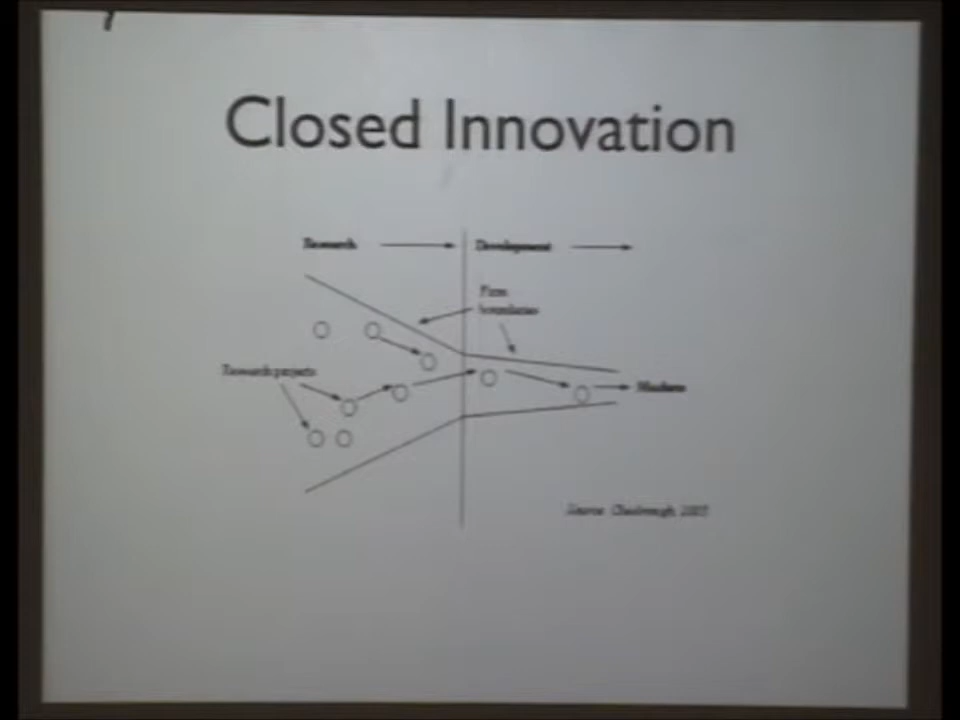 Closed Innovation
Research
Development
Firm
boundaries
Research projects
Markets
Source: Chesbrough, 2003